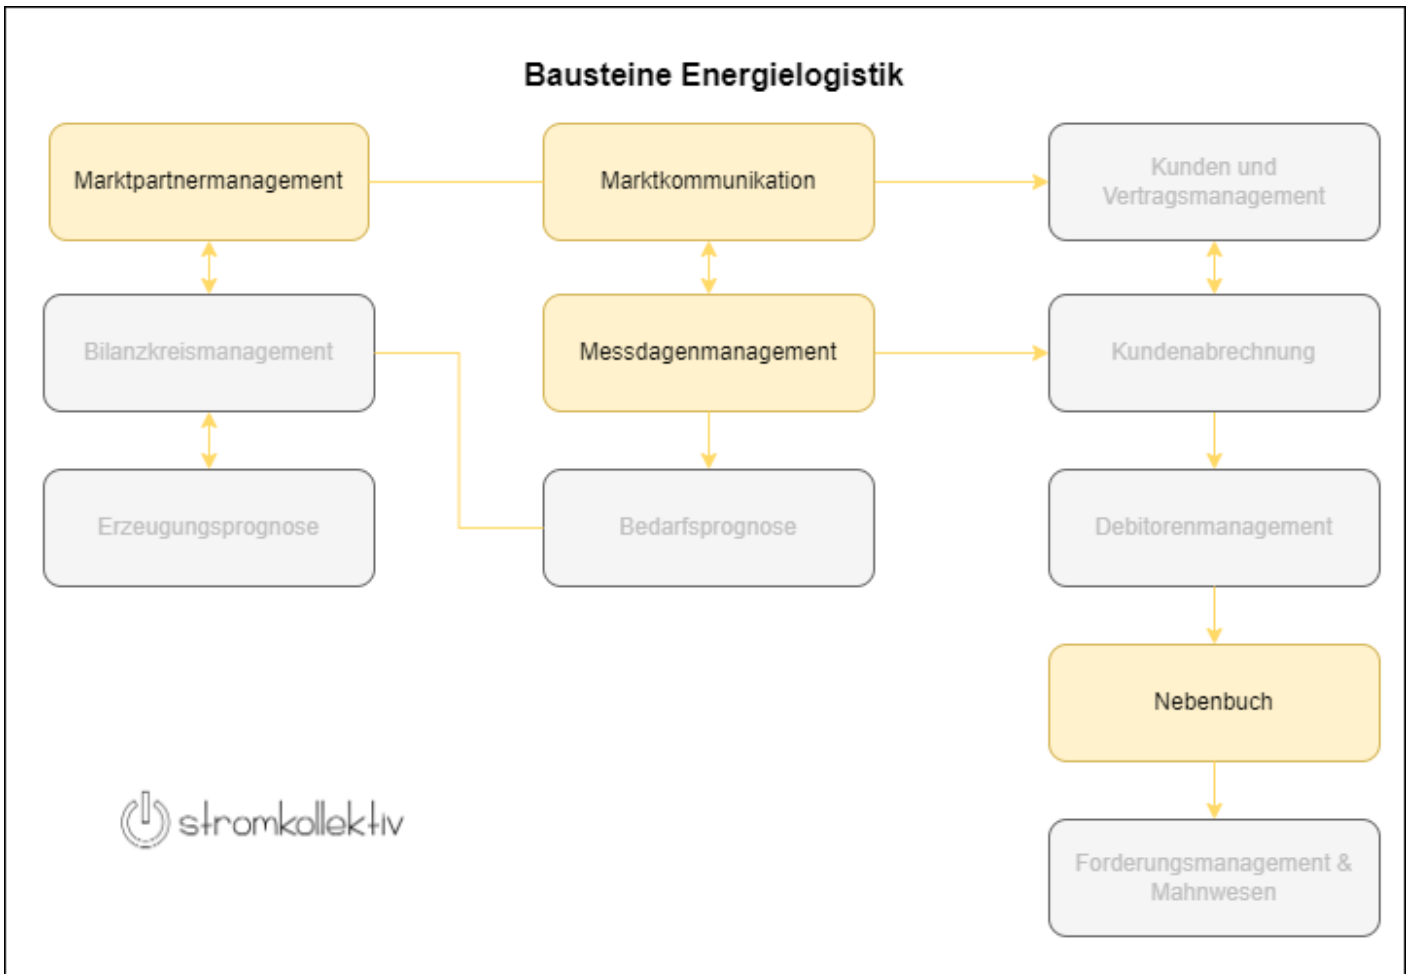 Bausteine Energielogistik
Marktpartnermanagement
Marktkommunikation
Kunden und
Vertragsmanagement
Bilanzkreismanagement
Messdagenmanagement
Kundenabrechnung
Erzeugungsprognose
Bedarfsprognose
Debitorenmanagement
Nebenbuch
stromkollektiv
Forderungsmanagement &
Mahnwesen